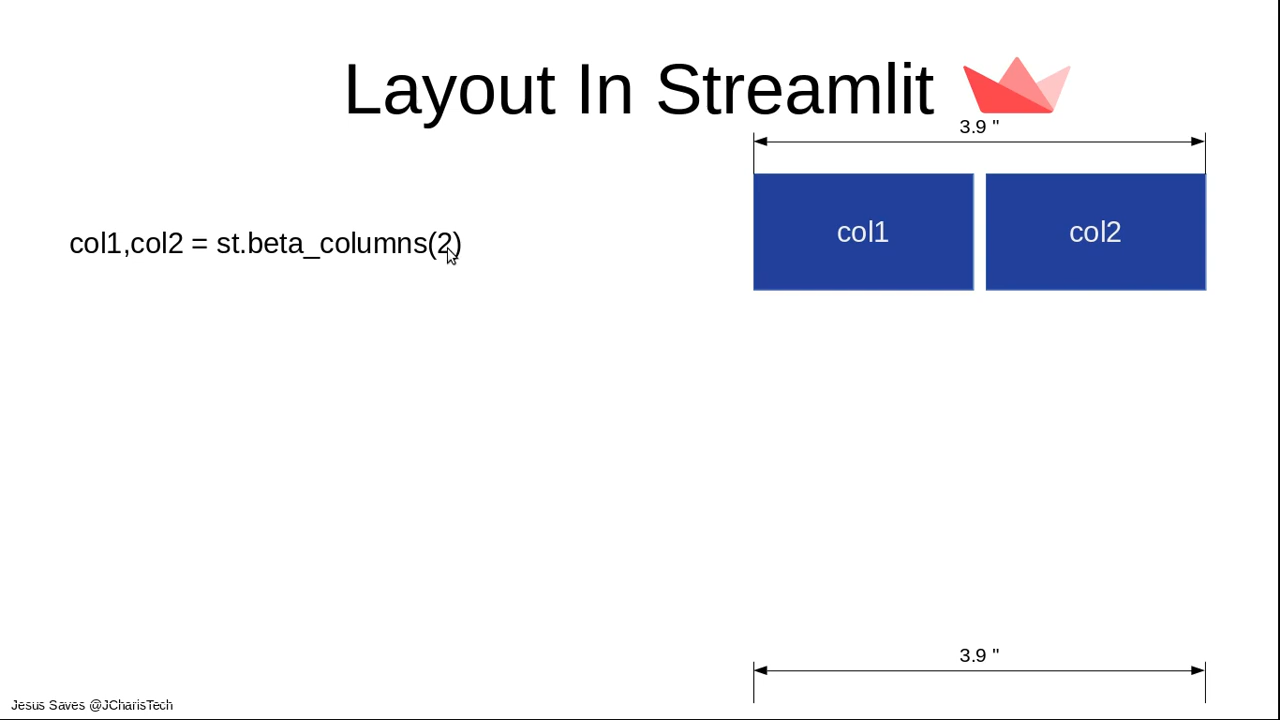 Layout In Streamlit
3.9 "
col1,col2 = st.beta_columns(2)
col1
col2
3.9 "
Jesus Saves @JCharisTech